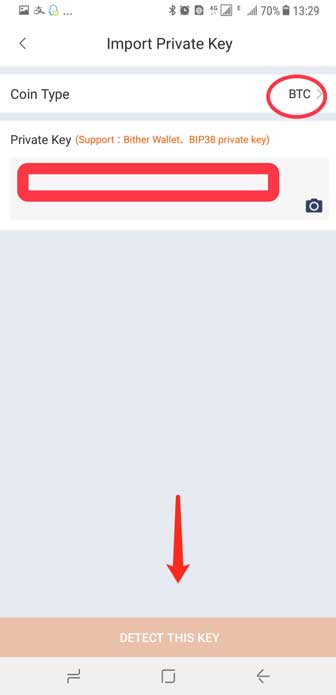 70% 13:29
Import Private Key
Coin Type BTC
Private Key (Support：Bither Wallet、BIP38 private key)
DETECT THIS KEY